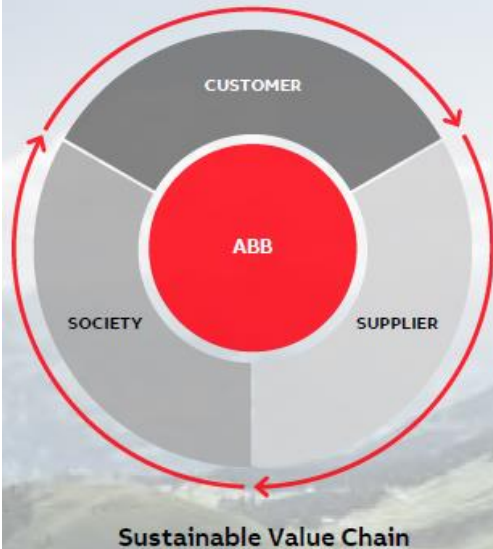 CUSTOMER
ABB
SOCIETY
SUPPLIER
Sustainable Value Chain